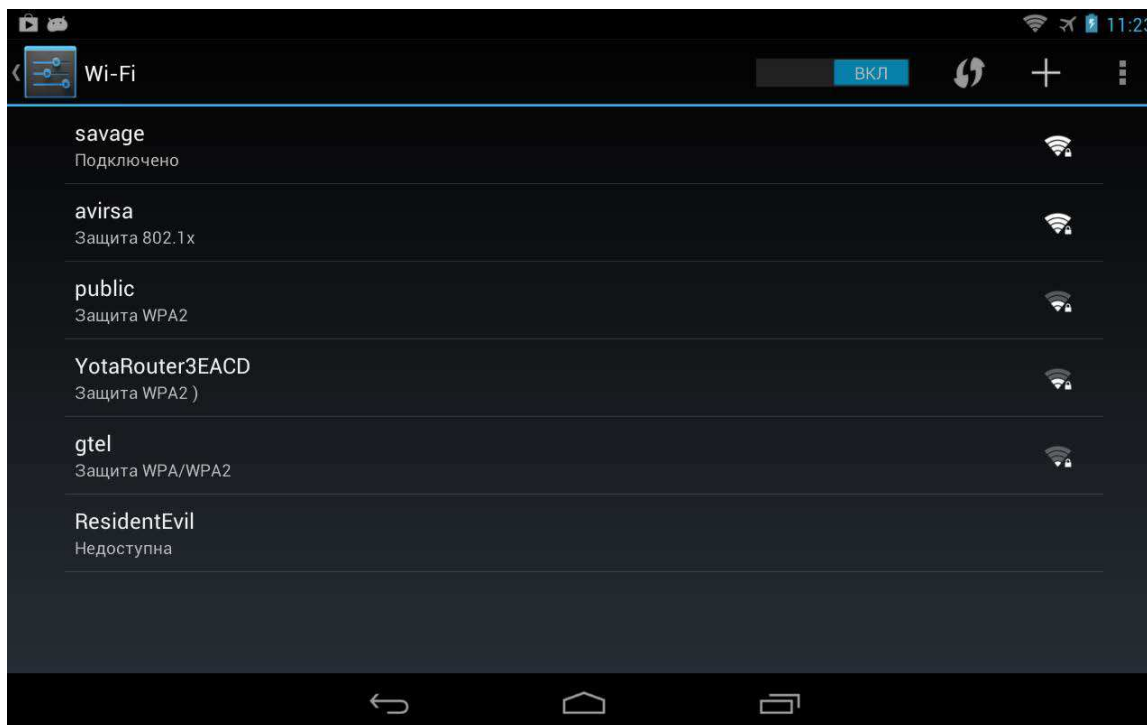 11:23
Wi-Fi
ВКЛ
savage
Подключено
avirsa
Защита 802.1x
public
Защита WPA2
YotaRouter3EACD
Защита WPA2 )
gtel
Защита WPA/WPA2
ResidentEvil
Недоступна